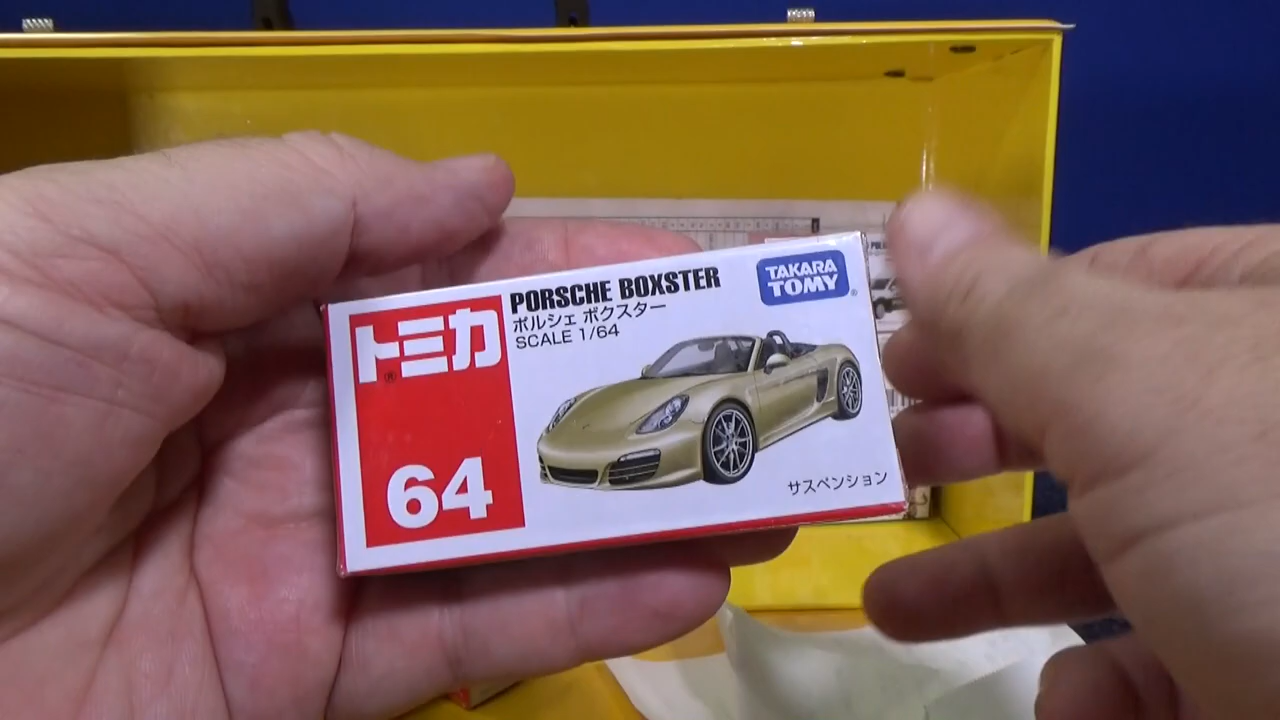 トミカ
®
64
PORSCHE BOXSTER
ポルシェ ボクスター
SCALE 1/64
TAKARA
TOMY®
サスペンション